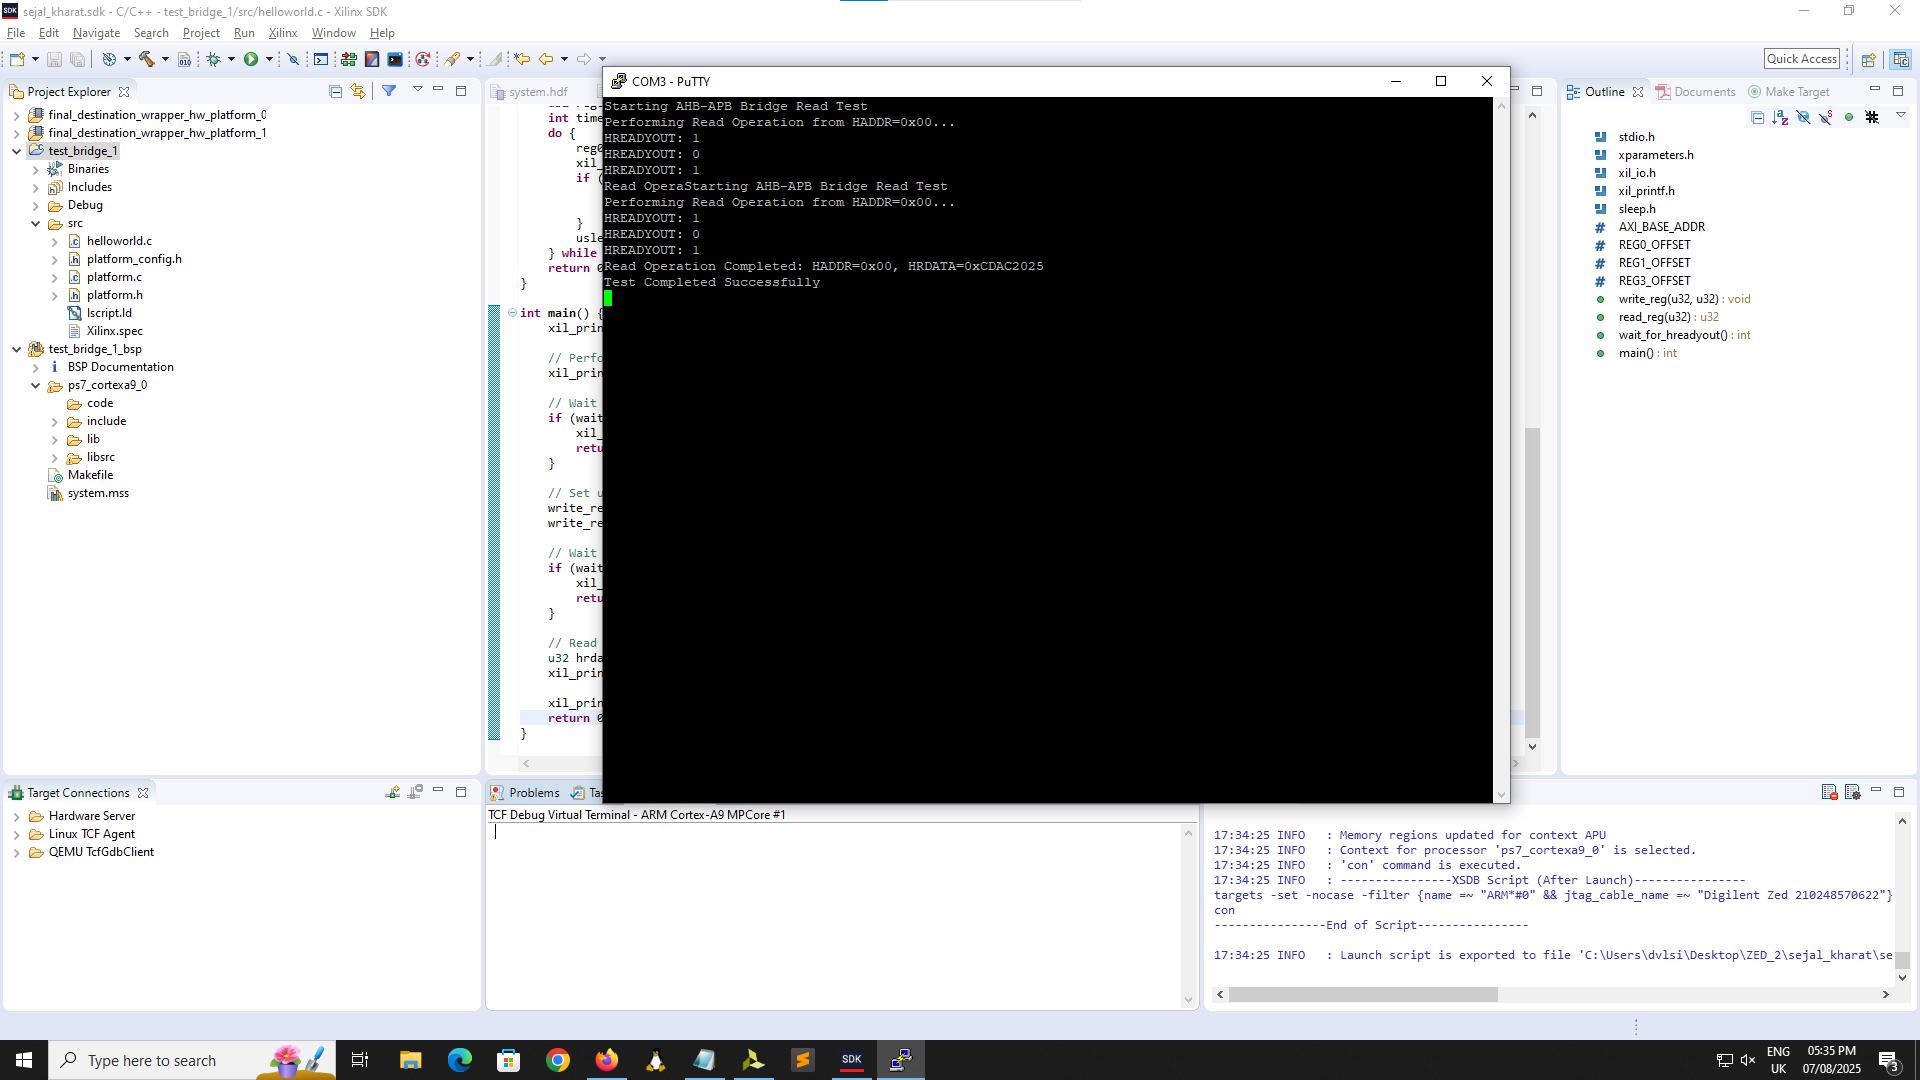 sejal_kharat.sdk - C/C++ - test_bridge_1/src/helloworld.c - Xilinx SDK
File Edit Navigate Search Project Run Xilinx Window Help
Quick Access
Project Explorer
final_destination_wrapper_hw_platform_0
final_destination_wrapper_hw_platform_1
test_bridge_1
Binaries
Includes
Debug
src
helloworld.c
platform_config.h
platform.c
platform.h
lscript.ld
Xilinx.spec
test_bridge_1_bsp
BSP Documentation
ps7_cortexa9_0
code
include
lib
libsrc
Makefile
system.mss
system.hdf
int time
do {
reg0
xil_
if (
}
usle
} while
return 0
}
int main() {
xil_prin
// Perfo
xil_prin
// Wait
if (wait
xil_
retu
}
// Set u
write_re
write_re
// Wait
if (wait
xil_
retu
}
// Read
u32 hrda
xil_prin
xil_prin
return 0
}
COM3 - PuTTY
Starting AHB-APB Bridge Read Test
Performing Read Operation from HADDR=0x00...
HREADYOUT: 1
HREADYOUT: 0
HREADYOUT: 1
Read OperaStarting AHB-APB Bridge Read Test
Performing Read Operation from HADDR=0x00...
HREADYOUT: 1
HREADYOUT: 0
HREADYOUT: 1
Read Operation Completed: HADDR=0x00, HRDATA=0xCDAC2025
Test Completed Successfully
Outline Documents Make Target
stdio.h
xparameters.h
xil_io.h
xil_printf.h
sleep.h
AXI_BASE_ADDR
REG0_OFFSET
REG1_OFFSET
REG3_OFFSET
write_reg(u32, u32) : void
read_reg(u32) : u32
wait_for_hreadyout() : int
main() : int
Target Connections
Hardware Server
Linux TCF Agent
QEMU TcfGdbClient
Problems Tas
TCF Debug Virtual Terminal - ARM Cortex-A9 MPCore #1
17:34:25 INFO : Memory regions updated for context APU
17:34:25 INFO : Context for processor 'ps7_cortexa9_0' is selected.
17:34:25 INFO : 'con' command is executed.
17:34:25 INFO : ----------------XSDB Script (After Launch)----------------
targets -set -nocase -filter {name =~ "ARM*#0" && jtag_cable_name =~ "Digilent Zed 210248570622"}
con
----------------End of Script----------------
17:34:25 INFO : Launch script is exported to file 'C:\Users\dvlsi\Desktop\ZED_2\sejal_kharat\se
Type here to search
SDK
ENG
UK
05:35 PM
07/08/2025
3